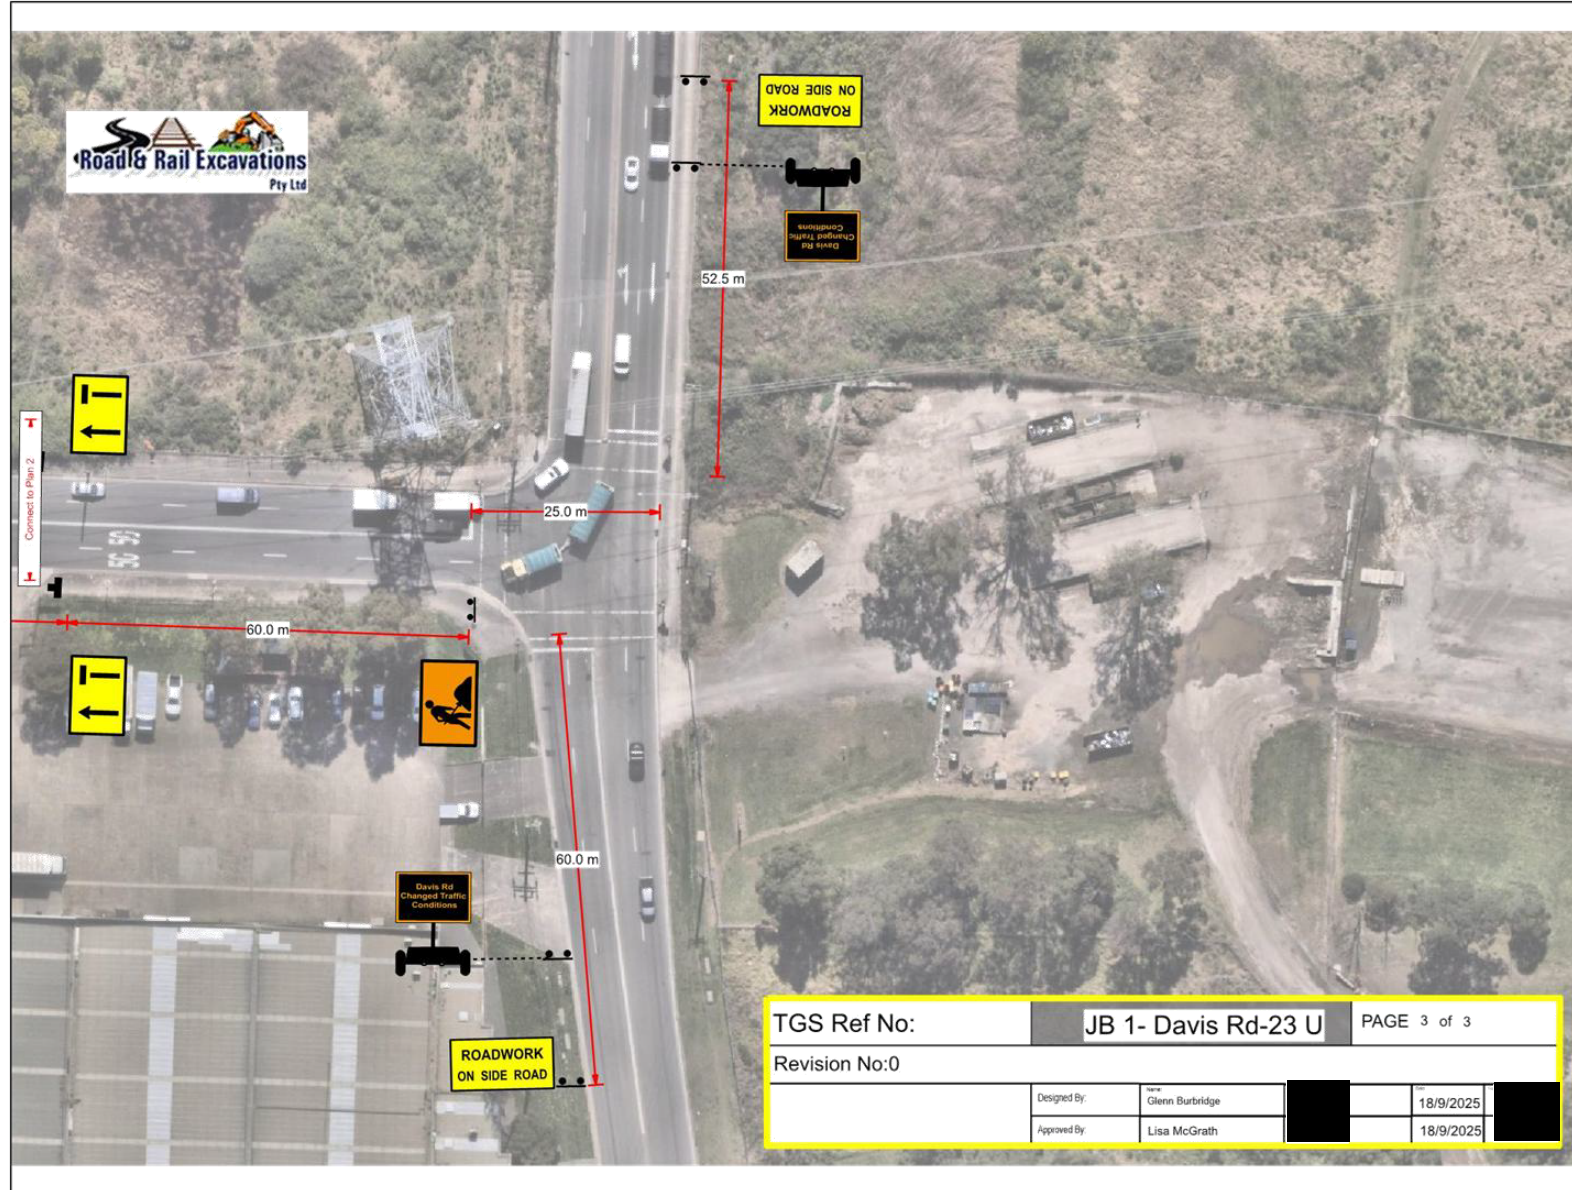 ROADWORK
ON SIDE ROAD
Road & Rail Excavations
Pty Ltd
Davis Rd
Changed Traffic
Conditions
52.5 m
Connect to Plan 2
25.0 m
50 50
60.0 m
60.0 m
Davis Rd
Changed Traffic
Conditions
ROADWORK
ON SIDE ROAD
TGS Ref No:
JB 1- Davis Rd-23 U
PAGE 3 of 3
Revision No:0
Designed By:
Name:
Glenn Burbridge
18/9/2025
Approved By:
Lisa McGrath
18/9/2025